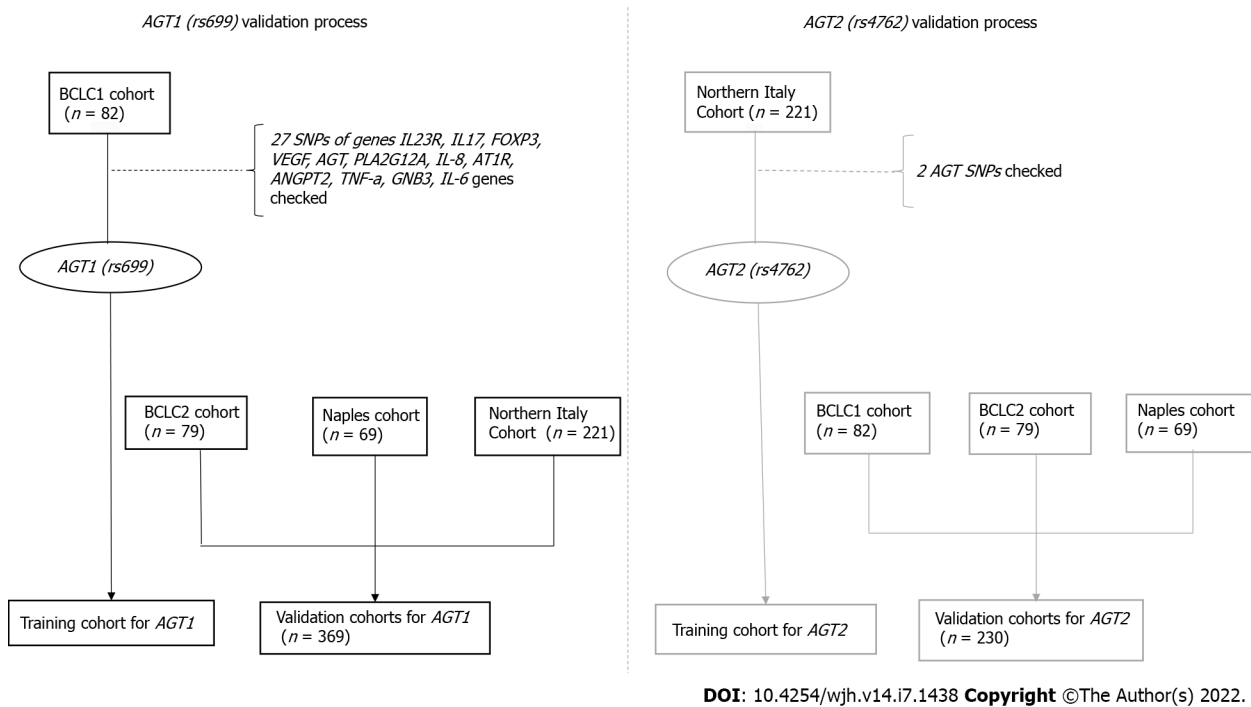 AGT1 (rs699) validation process
BCLC1 cohort
(n = 82)
27 SNPs of genes IL23R, IL17, FOXP3,
VEGF, AGT, PLA2G12A, IL-8, AT1R,
ANGPT2, TNF-a, GNB3, IL-6 genes
checked
AGT1 (rs699)
BCLC2 cohort
(n = 79)
Naples cohort
(n = 69)
Northern Italy
Cohort (n = 221)
Training cohort for AGT1
Validation cohorts for AGT1
(n = 369)
AGT2 (rs4762) validation process
Northern Italy
Cohort (n = 221)
2 AGT SNPs checked
AGT2 (rs4762)
BCLC1 cohort
(n = 82)
BCLC2 cohort
(n = 79)
Naples cohort
(n = 69)
Training cohort for AGT2
Validation cohorts for AGT2
(n = 230)
DOI: 10.4254/wjh.v14.i7.1438 Copyright ©The Author(s) 2022.